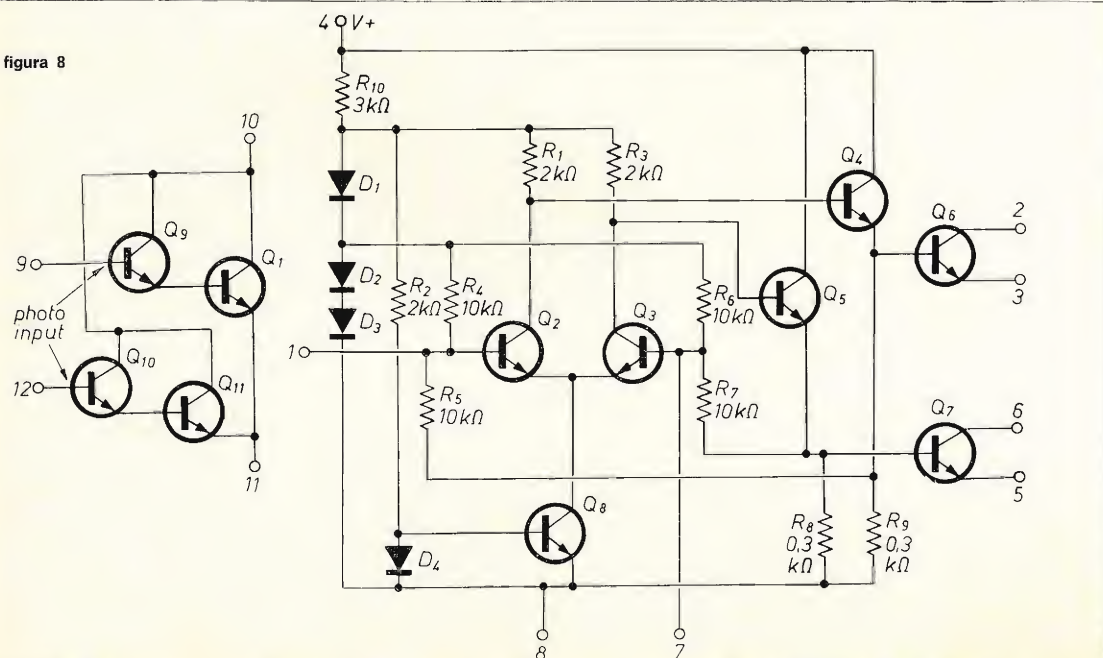 figura 8
4 V+
R10
3kΩ
10
R1
2kΩ
R3
2kΩ
Q4
D1
Q6
2
Q9
9
Q1
3
D2
R2
2kΩ
R4
10kΩ
R6
10kΩ
Q5
photo
input
D3
Q2
Q3
1
Q10
12
Q11
R5
10kΩ
R7
10kΩ
Q7
6
11
5
Q8
R8
0,3
kΩ
R9
0,3
kΩ
D4
8
7